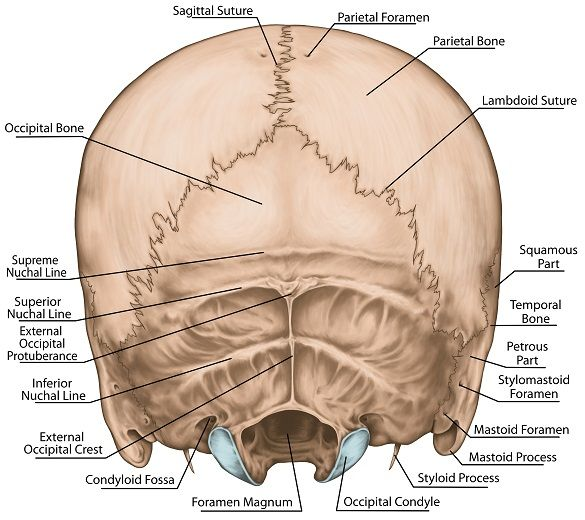 Sagittal Suture
Parietal Foramen
Parietal Bone
Lambdoid Suture
Occipital Bone
Supreme
Nuchal Line
Squamous
Part
Superior
Nuchal Line
Temporal
Bone
External
Occipital
Protuberance
Petrous
Part
Inferior
Nuchal Line
Stylomastoid
Foramen
Mastoid Foramen
External
Occipital Crest
Mastoid Process
Condyloid Fossa
Styloid Process
Foramen Magnum
Occipital Condyle